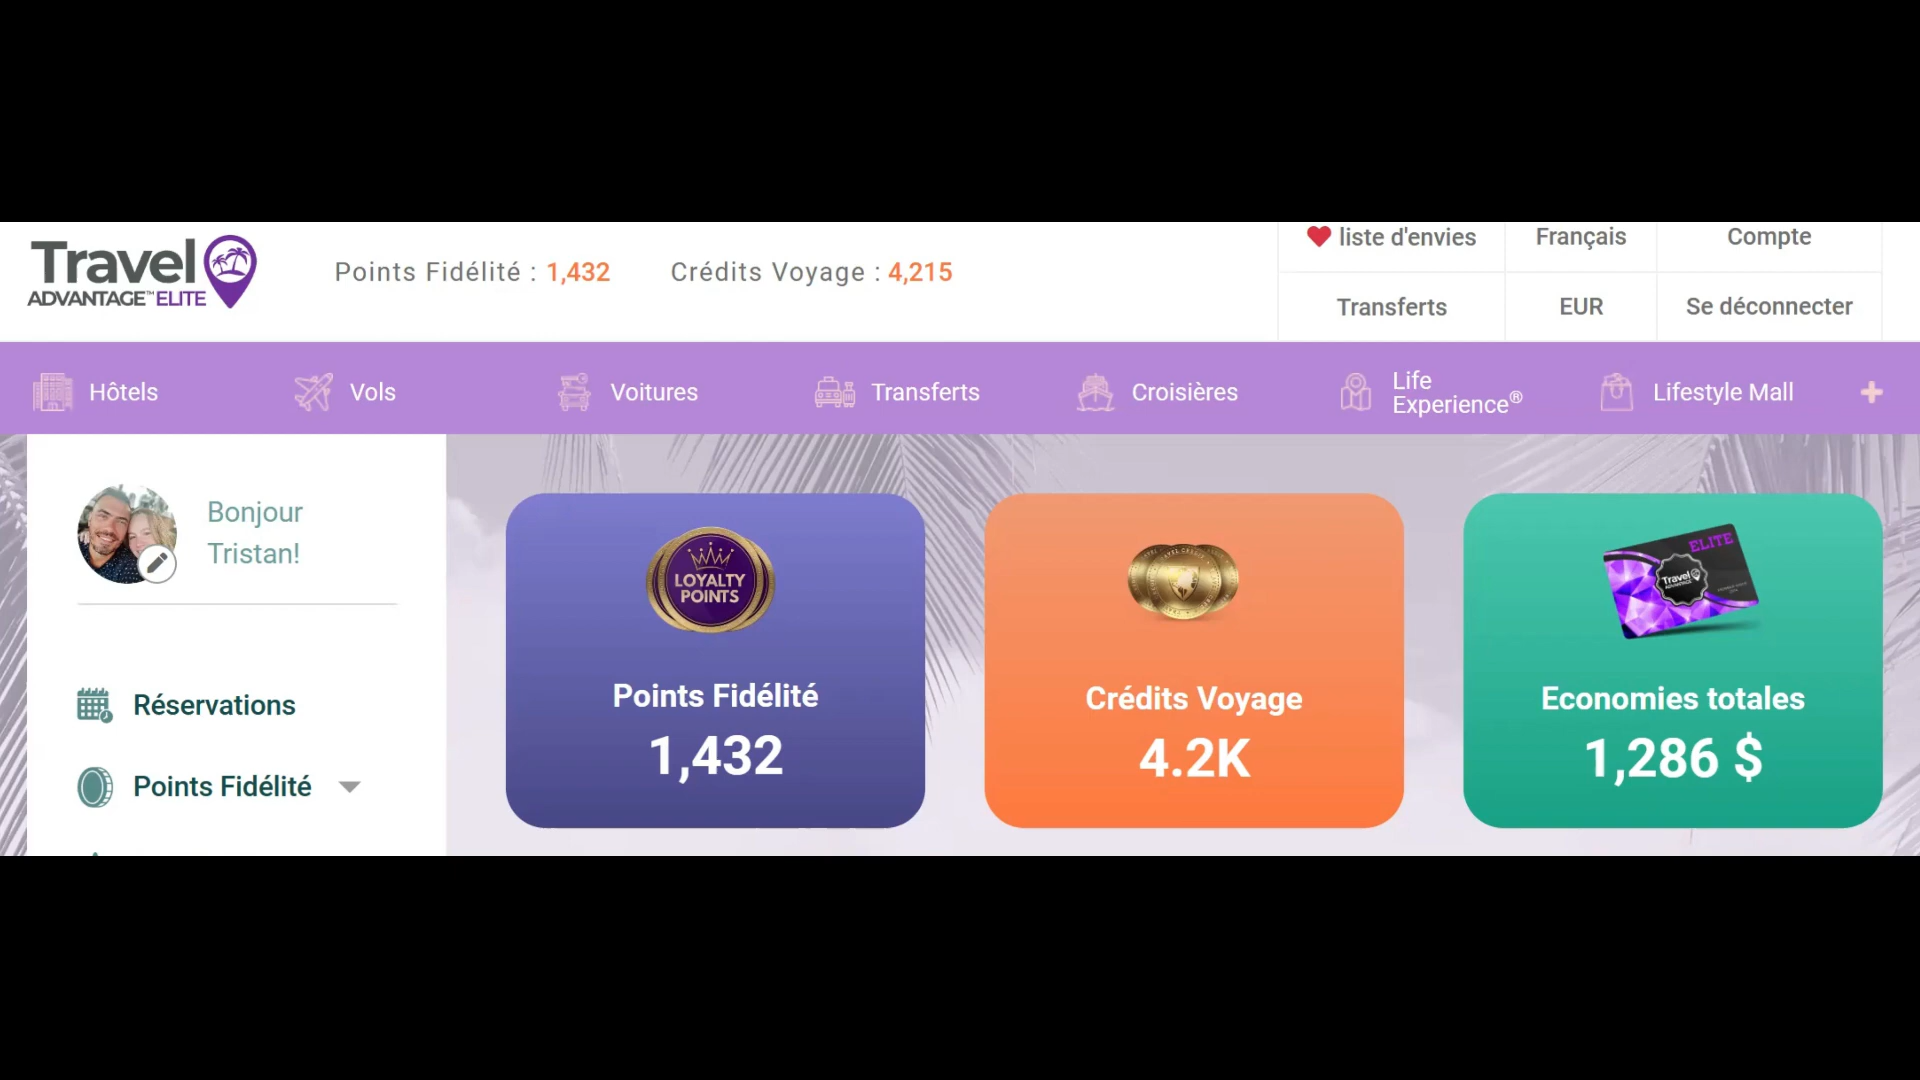 Travel
ADVANTAGE™ ELITE
Points Fidélité : 1,432
Crédits Voyage : 4,215
liste d'envies
Français
Compte
Transferts
EUR
Se déconnecter
Hôtels
Vols
Voitures
Transferts
Croisières
Life
Experience®
Lifestyle Mall
Bonjour
Tristan!
Réservations
Points Fidélité
LOYALTY
POINTS
Points Fidélité
1,432
Crédits Voyage
4.2K
ELITE
Travel
ADVANTAGE
Economies totales
1,286 $